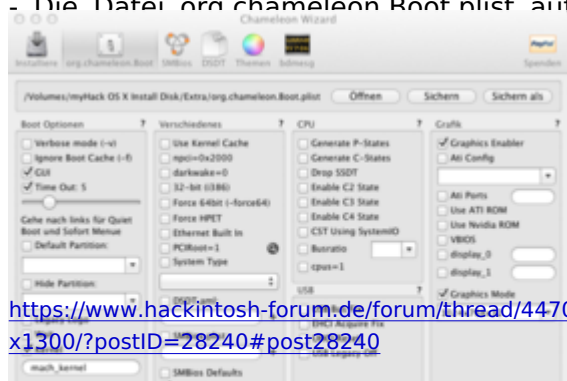 - Die Datei org.chameleon.Boot.plist auf
Chameleon Wizard
Installiere org.chameleon.Boot SMBios DSDT Themen bdmesg Spenden
/Volumes/myHack OS X Install Disk/Extra/org.chameleon.Boot.plist Öffnen Sichern Sichern als
Boot Optionen ?
Verbose mode (-v)
Ignore Boot Cache (-f)
GUI
Time Out: 5
Gehe nach links für Quiet
Boot und Sofort Menue
Default Partition:
Hide Partition:
mach_kernel
Verschiedenes ?
Use Kernel Cache
npci=0x2000
darkwake=0
32-bit (i386)
Force 64bit (-force64)
Force HPET
Ethernet Built In
PCIRoot=1
System Type
SMBios Defaults
CPU ?
Generate P-States
Generate C-States
Drop SSDT
Enable C2 State
Enable C3 State
Enable C4 State
CST Using SystemIO
Busratio
cpus=1
USB ?
EHCI Acquire Fix
Grafik ?
Graphics Enabler
Ati Config
Ati Ports
Use ATI ROM
Use Nvidia ROM
VBIOS
display_0
display_1
Graphics Mode
https://www.hackintosh-forum.de/forum/thread/4470
x1300/?postID=28240#post28240